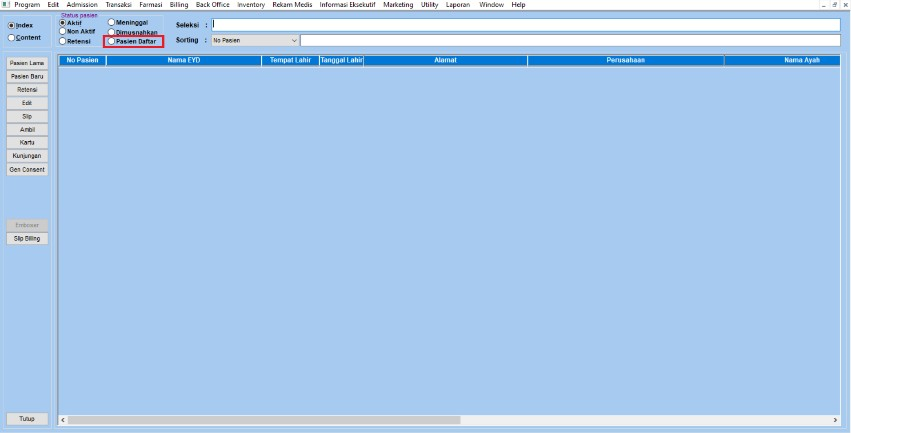 Program Edit Admission Transaksi Farmasi Billing Back Office Inventory Rekam Medis Informasi Eksekutif Marketing Utility Laporan Window Help
Status pasien
Index
Content
Aktif
Non Aktif
Retensi
Meninggal
Dimusnahkan
Pasien Daftar
Seleksi :
Sorting : No Pasien
No Pasien Nama EYD Tempat Lahir Tanggal Lahir Alamat Perusahaan Nama Ayah
Pasien Lama
Pasien Baru
Retensi
Edit
Slip
Ambil
Kartu
Kunjungan
Gen Consent
Embosser
Slip Billing
Tutup